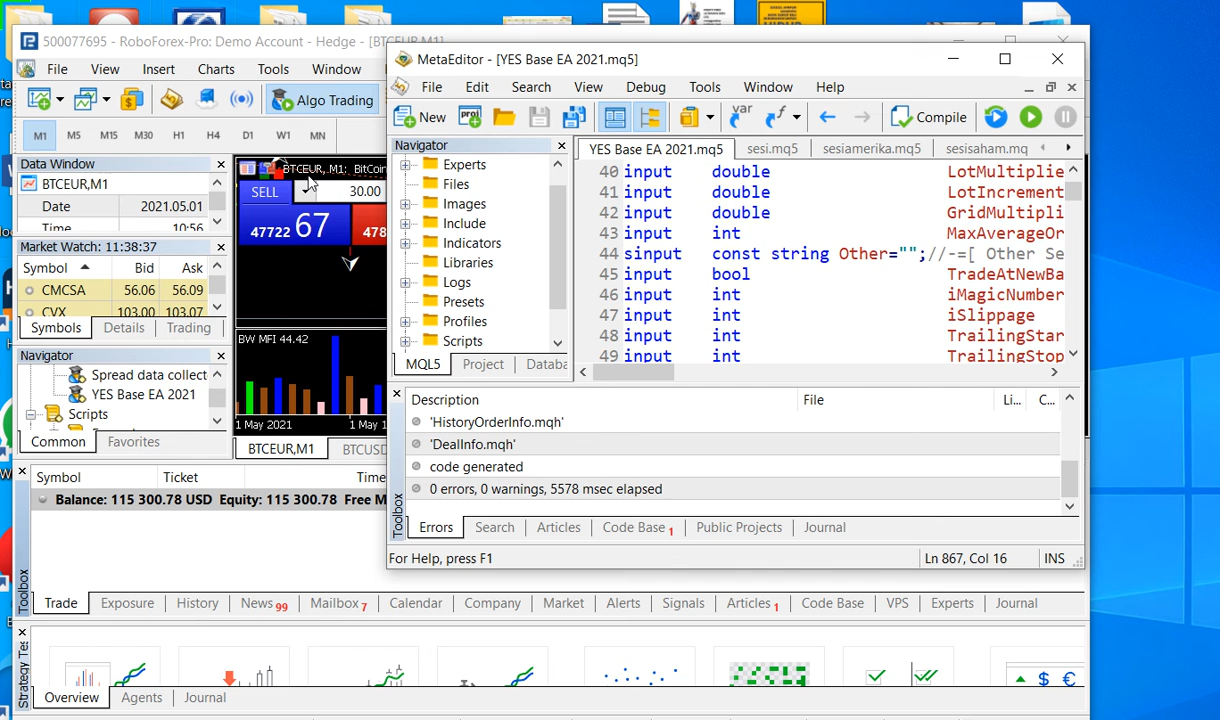 500077695 - RoboForex-Pro: Demo Account - Hedge - [BTCEUR,M1]
File View Insert Charts Tools Window
Algo Trading
M1 M5 M15 M30 H1 H4 D1 W1 MN
Data Window
BTCEUR,M1
Date 2021.05.01
Time 10:56
Market Watch: 11:38:37
Symbol Bid Ask
CMCSA 56.06 56.09
CVX 103.00 103.07
Symbols Details Trading
Navigator
Spread data collect
YES Base EA 2021
Scripts
Common Favorites
BTCEUR, M1: BitCoin
SELL 30.00
47722 67 478
BW MFI 44.42
1 May 2021 1 May 1
BTCEUR,M1 BTCUSD
MetaEditor - [YES Base EA 2021.mq5]
File Edit Search View Debug Tools Window Help
New Compile
Navigator
Experts
Files
Images
Include
Indicators
Libraries
Logs
Presets
Profiles
Scripts
MQL5 Project Databa
YES Base EA 2021.mq5 sesi.mq5 sesiamerika.mq5 sesisaham.mq
40 input double LotMultiplie
41 input double LotIncrement
42 input double GridMultipli
43 input int MaxAverageOr
44 sinput const string Other="";//-=[ Other Se
45 input bool TradeAtNewBa
46 input int iMagicNumber
47 input int iSlippage
48 input int TrailingStar
49 input int TrailingStop
Description File Li... C...
'HistoryOrderInfo.mqh'
'DealInfo.mqh'
code generated
0 errors, 0 warnings, 5578 msec elapsed
Errors Search Articles Code Base 1 Public Projects Journal
Toolbox
For Help, press F1 Ln 867, Col 16 INS
Symbol Ticket Time
Balance: 115 300.78 USD Equity: 115 300.78 Free M
Toolbox
Trade Exposure History News 99 Mailbox 7 Calendar Company Market Alerts Signals Articles 1 Code Base VPS Experts Journal
Strategy Tes
Overview Agents Journal